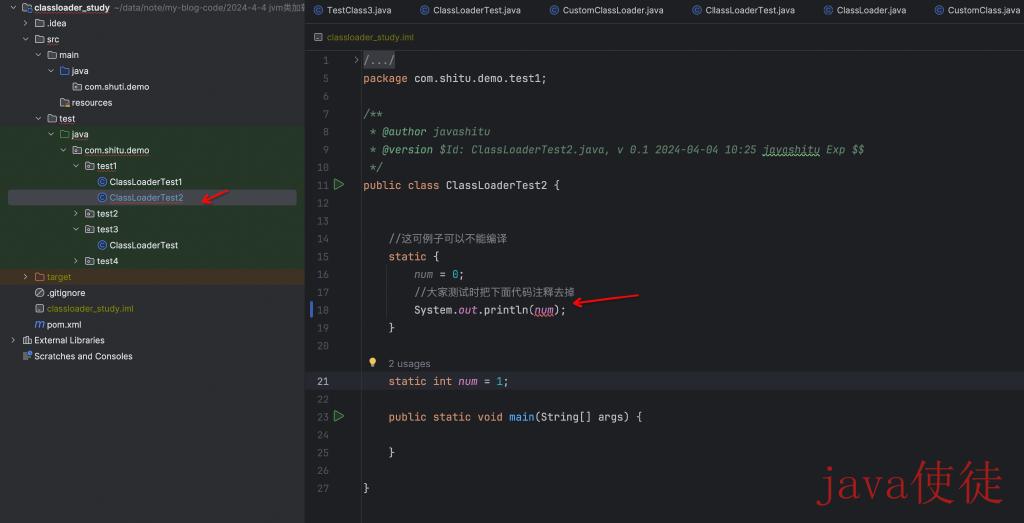 classloader_study ~/data/note/my-blog-code/2024-4-4 jvm类加载
.idea
src
main
java
com.shuti.demo
resources
test
java
com.shitu.demo
test1
ClassLoaderTest1
ClassLoaderTest2
test2
test3
ClassLoaderTest
test4
target
.gitignore
classloader_study.iml
pom.xml
External Libraries
Scratches and Consoles
TestClass3.java ClassLoaderTest.java CustomClassLoader.java ClassLoaderTest2.java ClassLoader.java CustomClass.java
classloader_study.iml
1 /.../
5 package com.shitu.demo.test1;
6
7 /**
8 * @author javashitu
9 * @version $Id: ClassLoaderTest2.java, v 0.1 2024-04-04 10:25 javashitu Exp $$
10 */
11 public class ClassLoaderTest2 {
12
13
14 //这可例子可以不能编译
15 static {
16 num = 0;
17 //大家测试时把下面代码注释去掉
18 System.out.println(num);
19 }
20
2 usages
21 static int num = 1;
22
23 public static void main(String[] args) {
24
25 }
26
27 }
java使徒